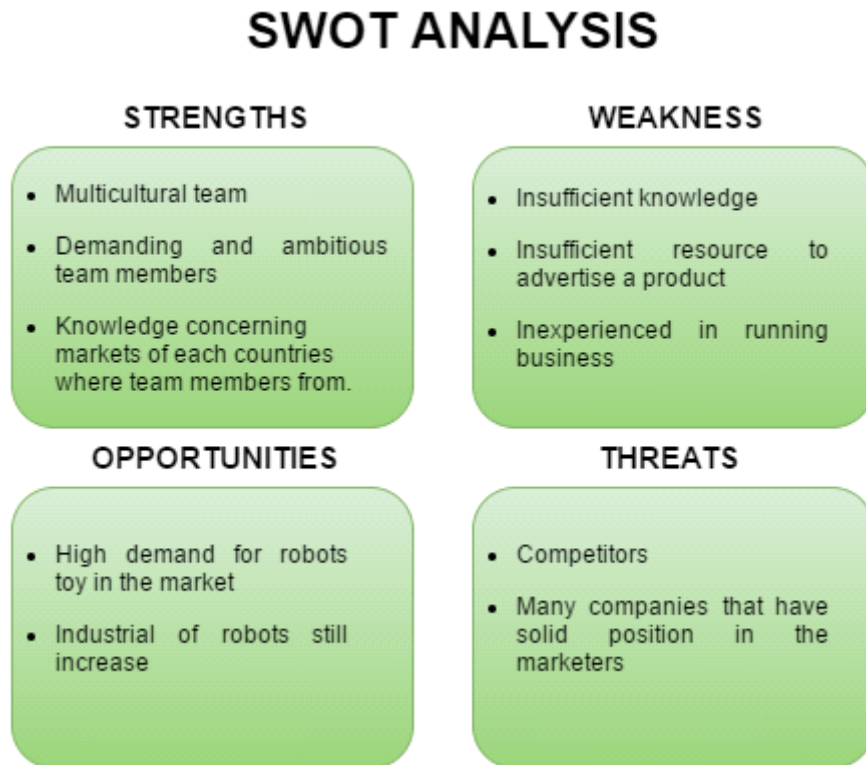 SWOT ANALYSIS
STRENGTHS
• Multicultural team
• Demanding and ambitious
team members
• Knowledge concerning
markets of each countries
where team members from.
WEAKNESS
• Insufficient knowledge
• Insufficient resource to
advertise a product
• Inexperienced in running
business
OPPORTUNITIES
• High demand for robots
toy in the market
• Industrial of robots still
increase
THREATS
• Competitors
• Many companies that have
solid position in the
marketers